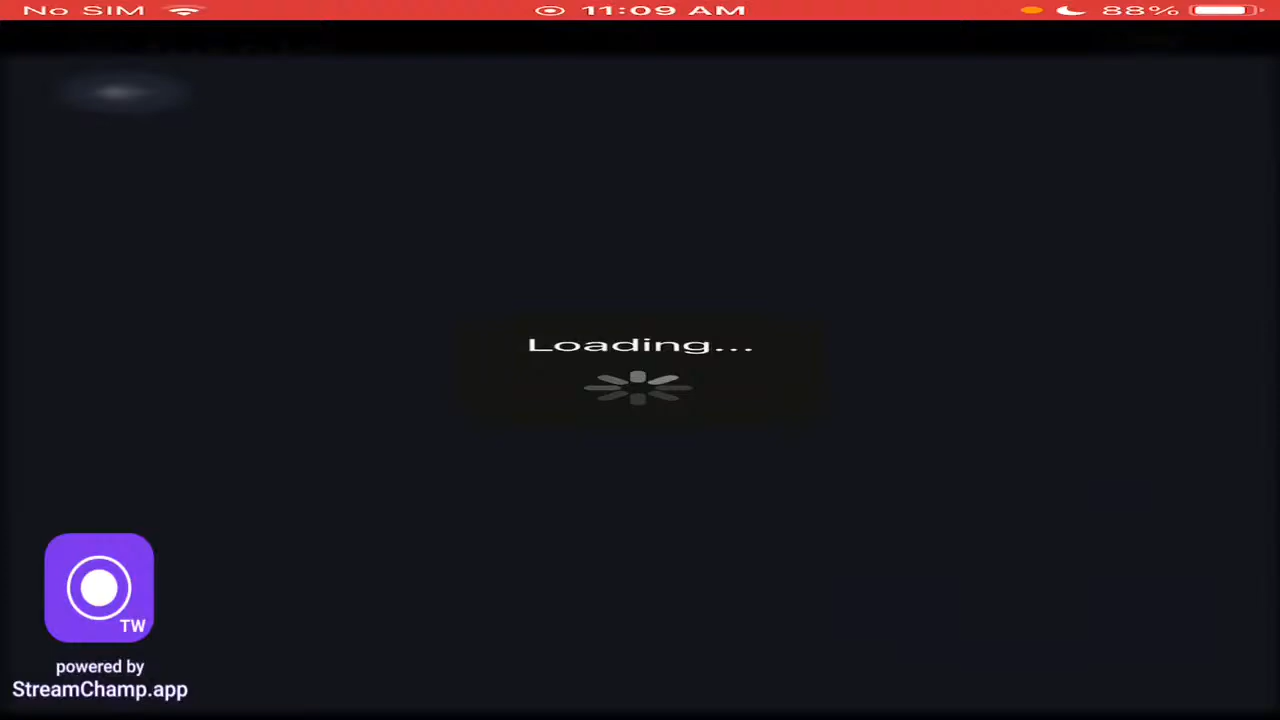 No SIM 11:09 AM 88%
Loading...
TW
powered by
StreamChamp.app